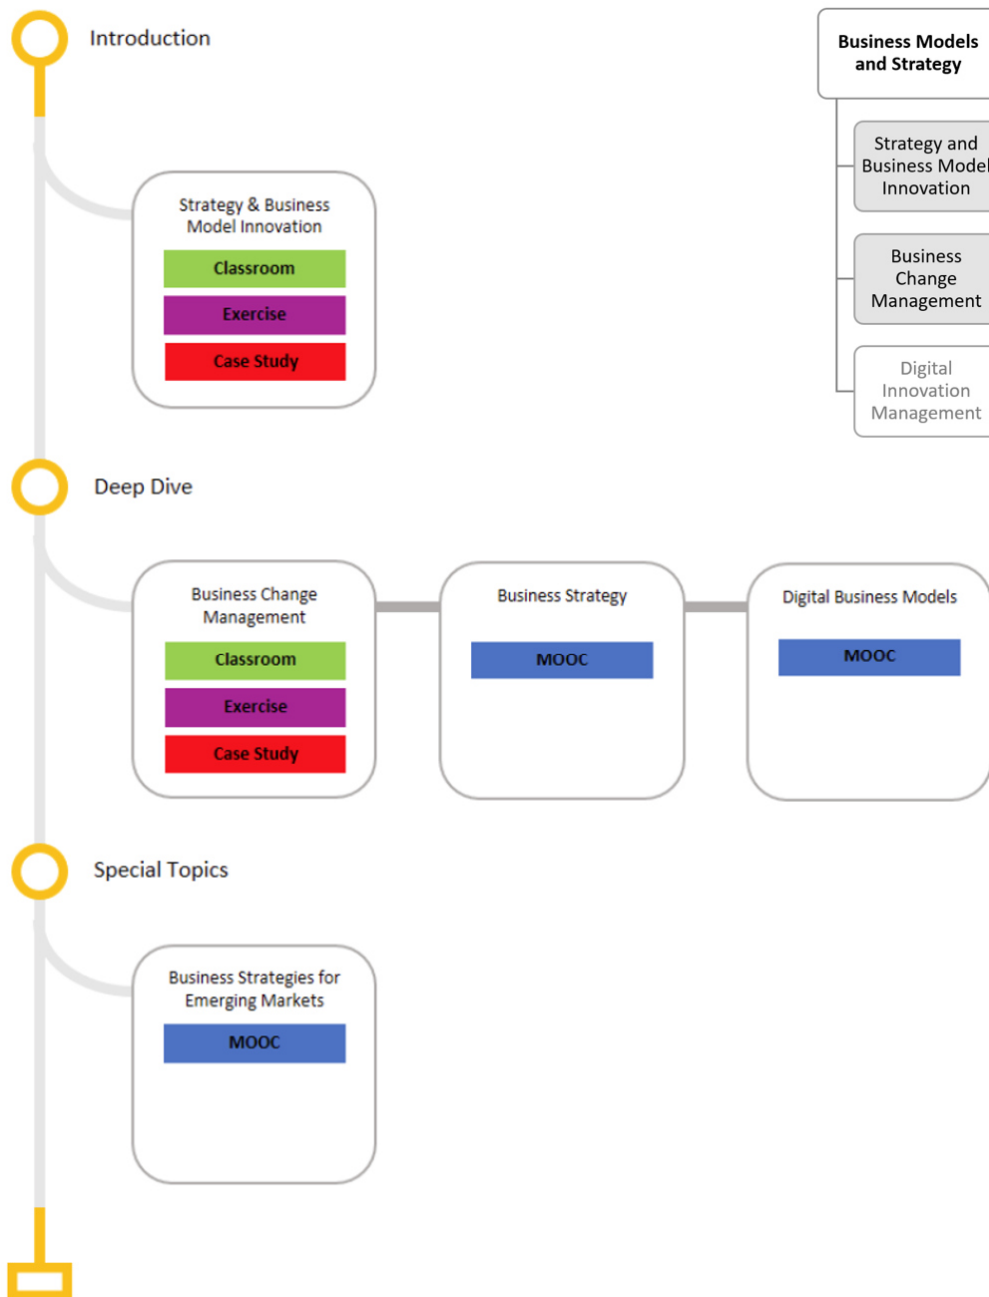 Introduction
Business Models
and Strategy
Strategy and
Business Model
Innovation
Business
Change
Management
Digital
Innovation
Management
Strategy & Business
Model Innovation
Classroom
Exercise
Case Study
Deep Dive
Business Change
Management
Classroom
Exercise
Case Study
Business Strategy
MOOC
Digital Business Models
MOOC
Special Topics
Business Strategies for
Emerging Markets
MOOC